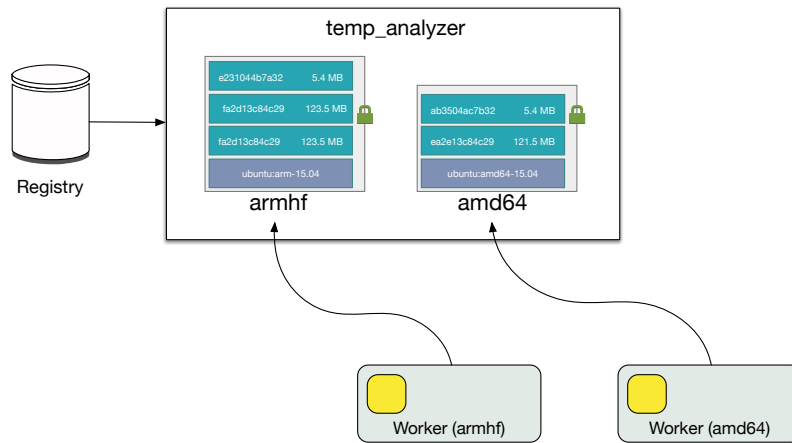 temp_analyzer
e231044b7a32 5.4 MB
fa2d13c84c29 123.5 MB
fa2d13c84c29 123.5 MB
ubuntu:arm-15.04
armhf
ab3504ac7b32 5.4 MB
ea2e13c84c29 121.5 MB
ubuntu:amd64-15.04
amd64
Registry
Worker (armhf)
Worker (amd64)